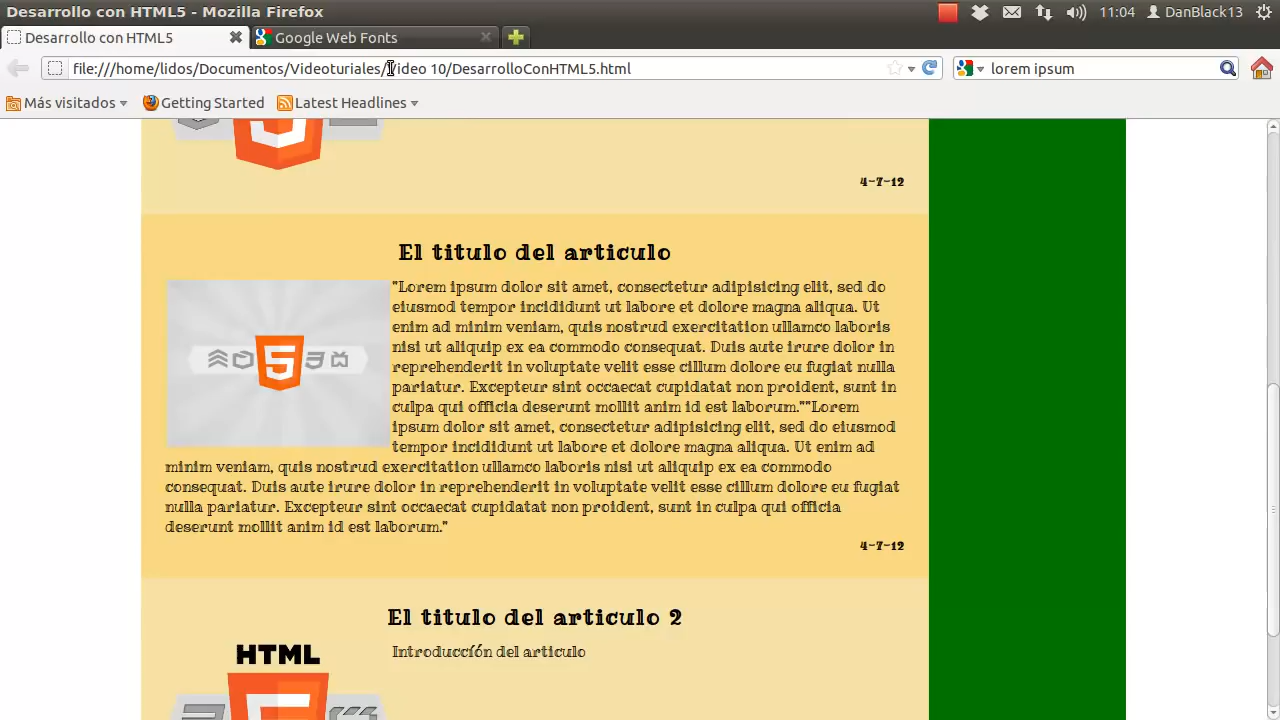 Desarrollo con HTML5 - Mozilla Firefox
11:04 DanBlack13
Desarrollo con HTML5
Google Web Fonts
file:///home/lidos/Documentos/Videoturiales/Video 10/DesarrolloConHTML5.html
lorem ipsum
Más visitados
Getting Started
Latest Headlines
4-7-12
El titulo del articulo
"Lorem ipsum dolor sit amet, consectetur adipisicing elit, sed do
eiusmod tempor incididunt ut labore et dolore magna aliqua. Ut
enim ad minim veniam, quis nostrud exercitation ullamco laboris
nisi ut aliquip ex ea commodo consequat. Duis aute irure dolor in
reprehenderit in voluptate velit esse cillum dolore eu fugiat nulla
pariatur. Excepteur sint occaecat cupidatat non proident, sunt in
culpa qui officia deserunt mollit anim id est laborum.""Lorem
ipsum dolor sit amet, consectetur adipisicing elit, sed do eiusmod
tempor incididunt ut labore et dolore magna aliqua. Ut enim ad
minim veniam, quis nostrud exercitation ullamco laboris nisi ut aliquip ex ea commodo
consequat. Duis aute irure dolor in reprehenderit in voluptate velit esse cillum dolore eu fugiat
nulla pariatur. Excepteur sint occaecat cupidatat non proident, sunt in culpa qui officia
deserunt mollit anim id est laborum."
4-7-12
El titulo del articulo 2
HTML
Introducción del articulo